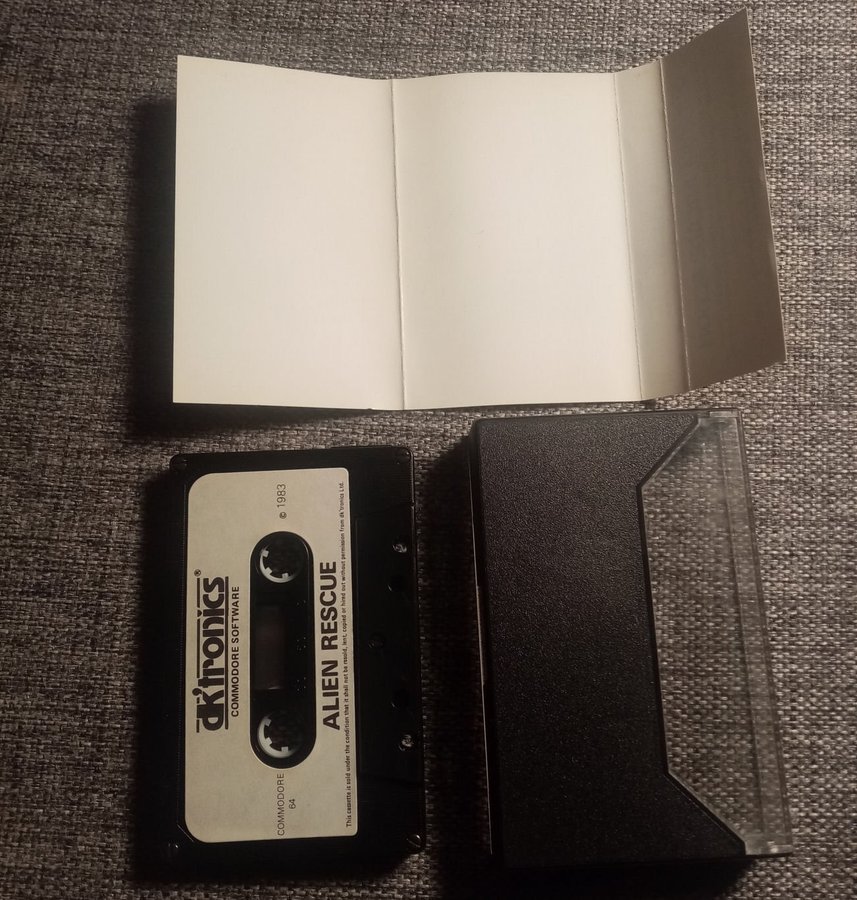 dk'tronics®
COMMODORE SOFTWARE
COMMODORE
64
© 1983
ALIEN RESCUE
This cassette is sold under the condition that it shall not be resold, lent, copied or hired out without permission from dk'tronics Ltd.